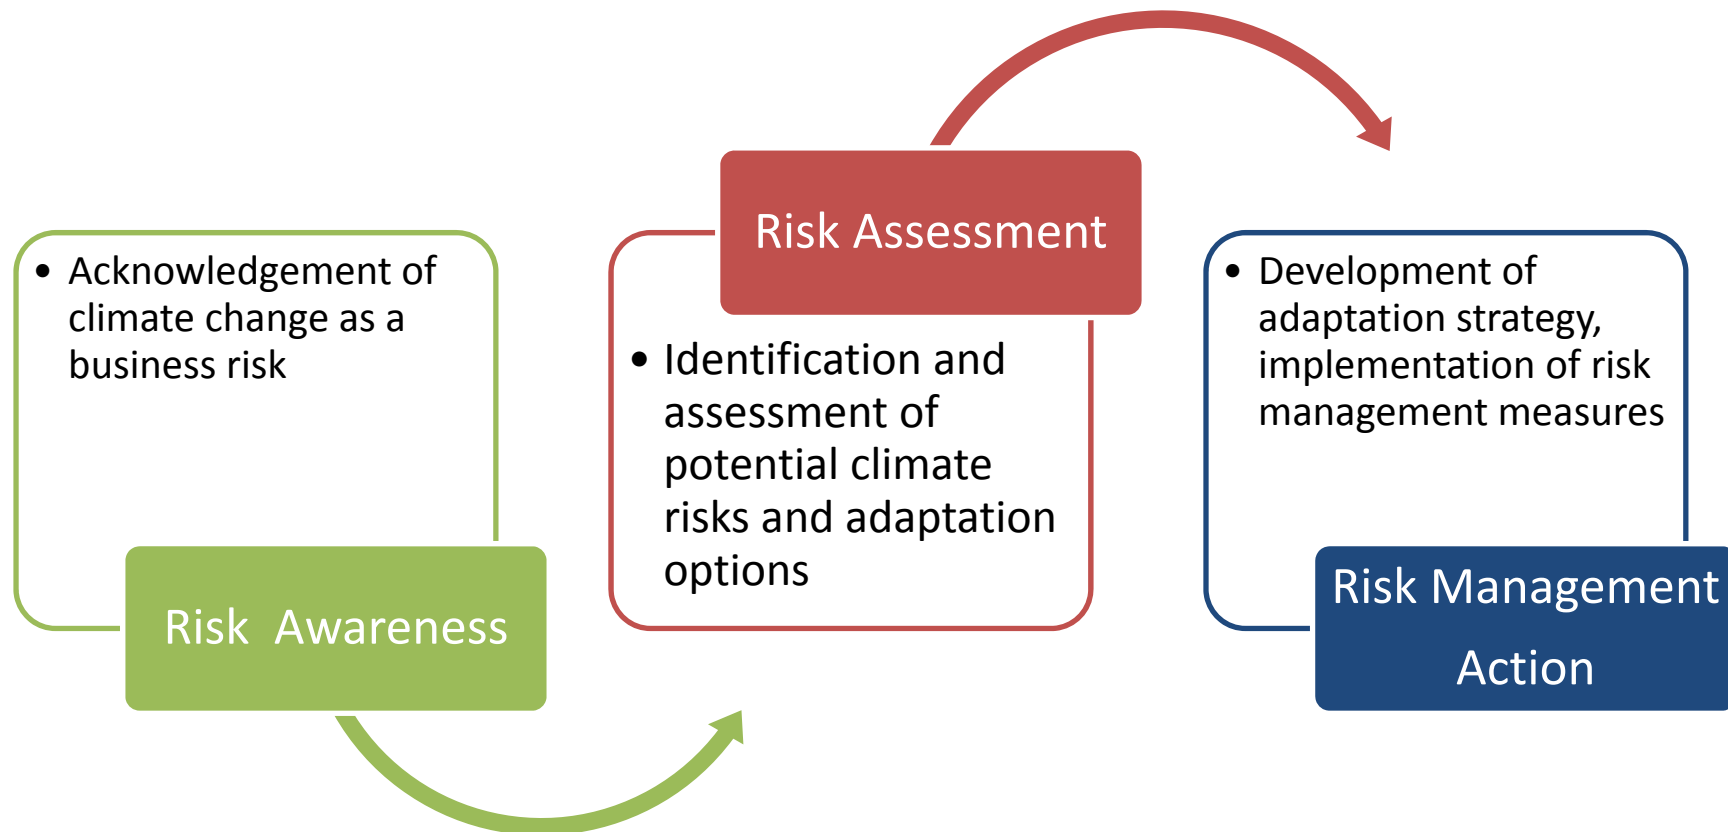 • Acknowledgement of
climate change as a
business risk
Risk  Awareness
Risk Assessment
• Identification and
assessment of
potential climate
risks and adaptation
options
• Development of
adaptation strategy,
implementation of risk
management measures
Risk Management
Action